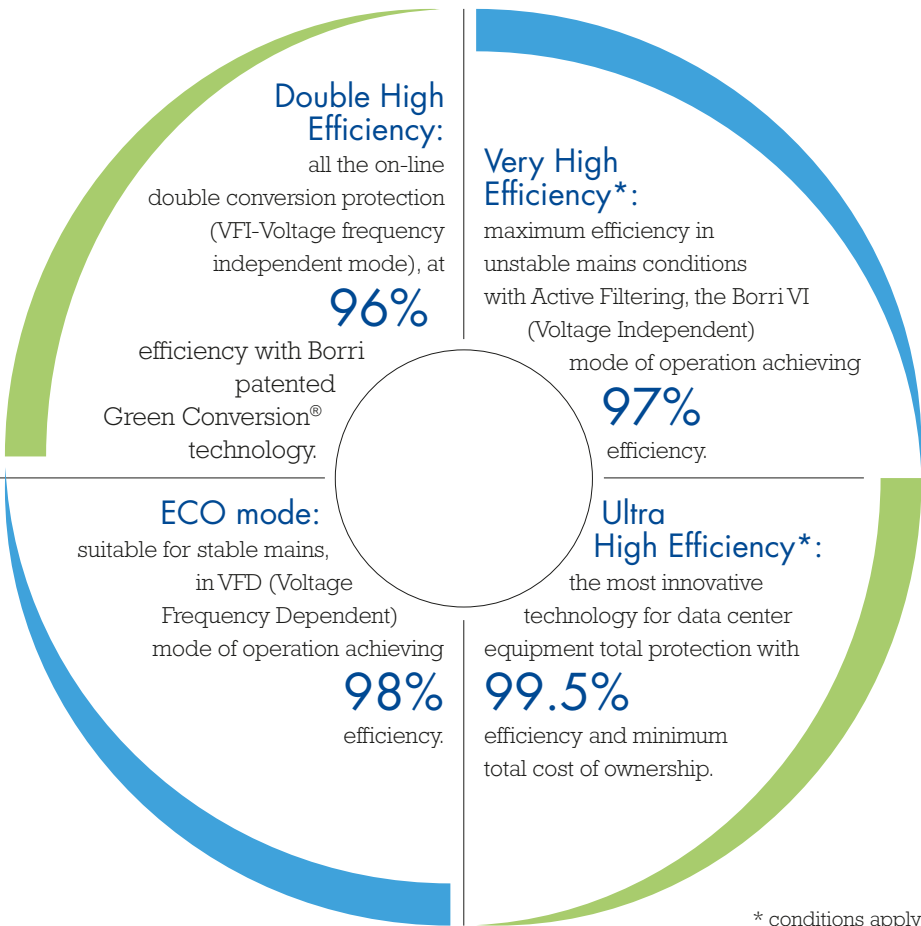 Double High
Efficiency:
all the on-line
double conversion protection
(VFI-Voltage frequency
independent mode), at
96%
efficiency with Borri
patented
Green Conversion®
technology.
Very High
Efficiency*:
maximum efficiency in
unstable mains conditions
with Active Filtering, the Borri VI
(Voltage Independent)
mode of operation achieving
97%
efficiency.
ECO mode:
suitable for stable mains,
in VFD (Voltage
Frequency Dependent)
mode of operation achieving
98%
efficiency.
Ultra
High Efficiency*:
the most innovative
technology for data center
equipment total protection with
99.5%
efficiency and minimum
total cost of ownership.
* conditions apply